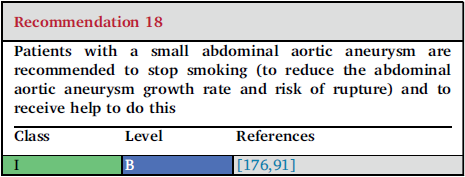 Recommendation 18
Patients with a small abdominal aortic aneurysm are
recommended to stop smoking (to reduce the abdominal
aortic aneurysm growth rate and risk of rupture) and to
receive help to do this
Class Level References
I B [176,91]